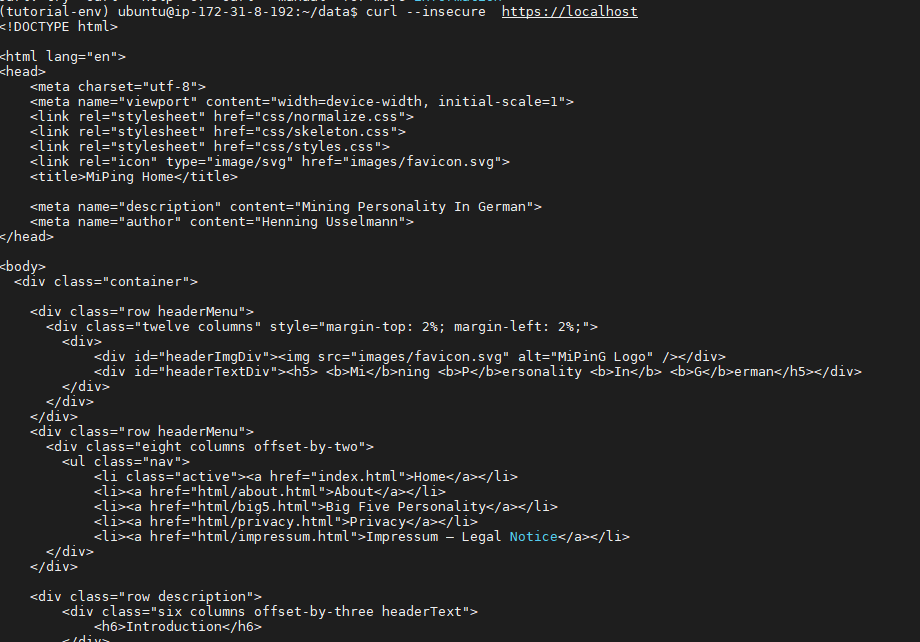 (tutorial-env) ubuntu@ip-172-31-8-192:~/data$ curl --insecure  https://localhost
<!DOCTYPE html>

<html lang="en">
<head>
    <meta charset="utf-8">
    <meta name="viewport" content="width=device-width, initial-scale=1">
    <link rel="stylesheet" href="css/normalize.css">
    <link rel="stylesheet" href="css/skeleton.css">
    <link rel="stylesheet" href="css/styles.css">
    <link rel="icon" type="image/svg" href="images/favicon.svg">
    <title>MiPing Home</title>

    <meta name="description" content="Mining Personality In German">
    <meta name="author" content="Henning Usselmann">
</head>

<body>
  <div class="container">

    <div class="row headerMenu">
      <div class="twelve columns" style="margin-top: 2%; margin-left: 2%;">
        <div>
            <div id="headerImgDiv"><img src="images/favicon.svg" alt="MiPinG Logo" /></div>
            <div id="headerTextDiv"><h5> <b>Mi</b>ning <b>P</b>ersonality <b>In</b> <b>G</b>erman</h5></div>
        </div>
      </div>
    </div>
    <div class="row headerMenu">
      <div class="eight columns offset-by-two">
        <ul class="nav">
            <li class="active"><a href="index.html">Home</a></li>
            <li><a href="html/about.html">About</a></li>
            <li><a href="html/big5.html">Big Five Personality</a></li>
            <li><a href="html/privacy.html">Privacy</a></li>
            <li><a href="html/impressum.html">Impressum – Legal Notice</a></li>
      </div>
    </div>

    <div class="row description">
        <div class="six columns offset-by-three headerText">
            <h6>Introduction</h6>
        </div>